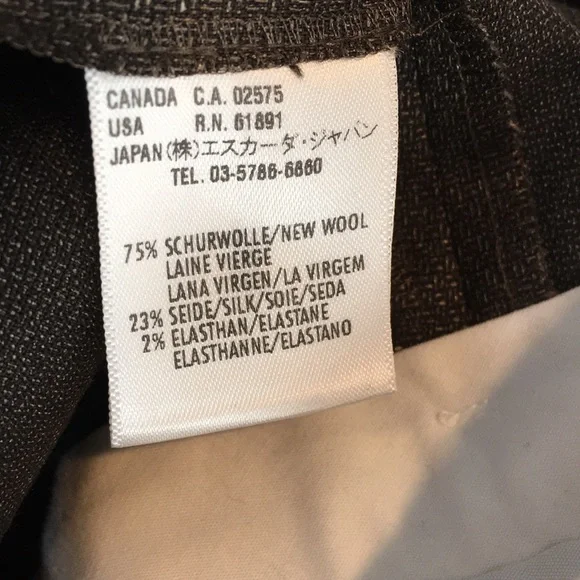 CANADA C.A. 02575
USA R.N. 61891
JAPAN (株)エスカーダ・ジャパン
TEL. 03-5786-6860
75% SCHURWOLLE/NEW WOOL
LAINE VIERGE
LANA VIRGEN/LA VIRGEM
23% SEIDE/SILK/SOIE/SEDA
2% ELASTHAN/ELASTANE
ELASTHANNE/ELASTANO